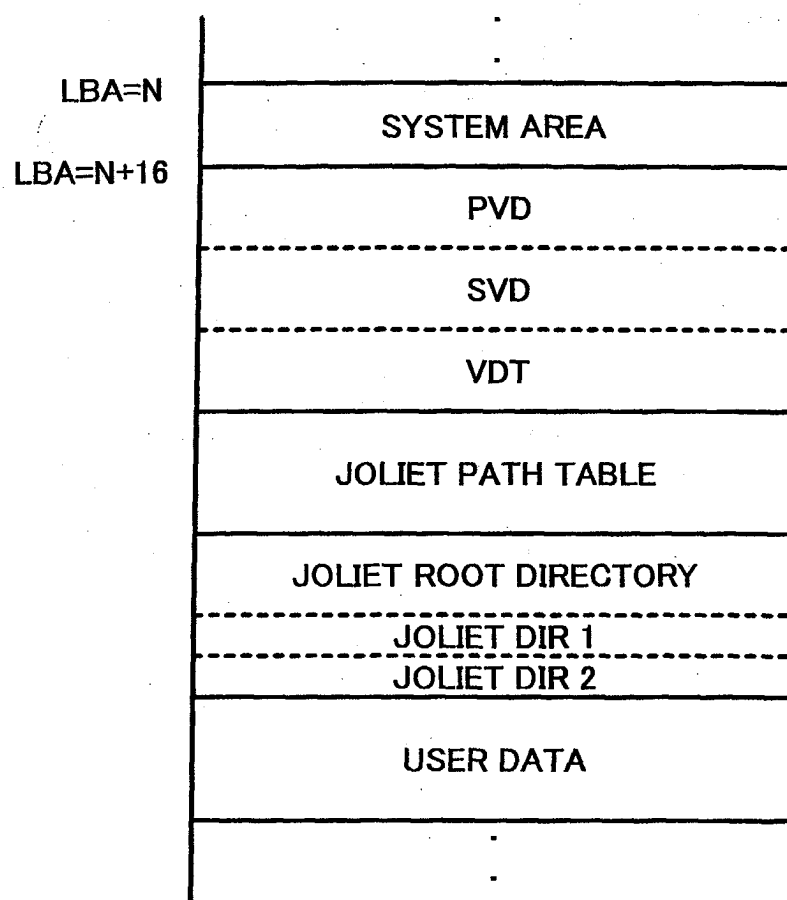 LBA=N
SYSTEM AREA
LBA=N+16
PVD
SVD
VDT
JOLIET PATH TABLE
JOLIET ROOT DIRECTORY
JOLIET DIR 1
JOLIET DIR 2
USER DATA